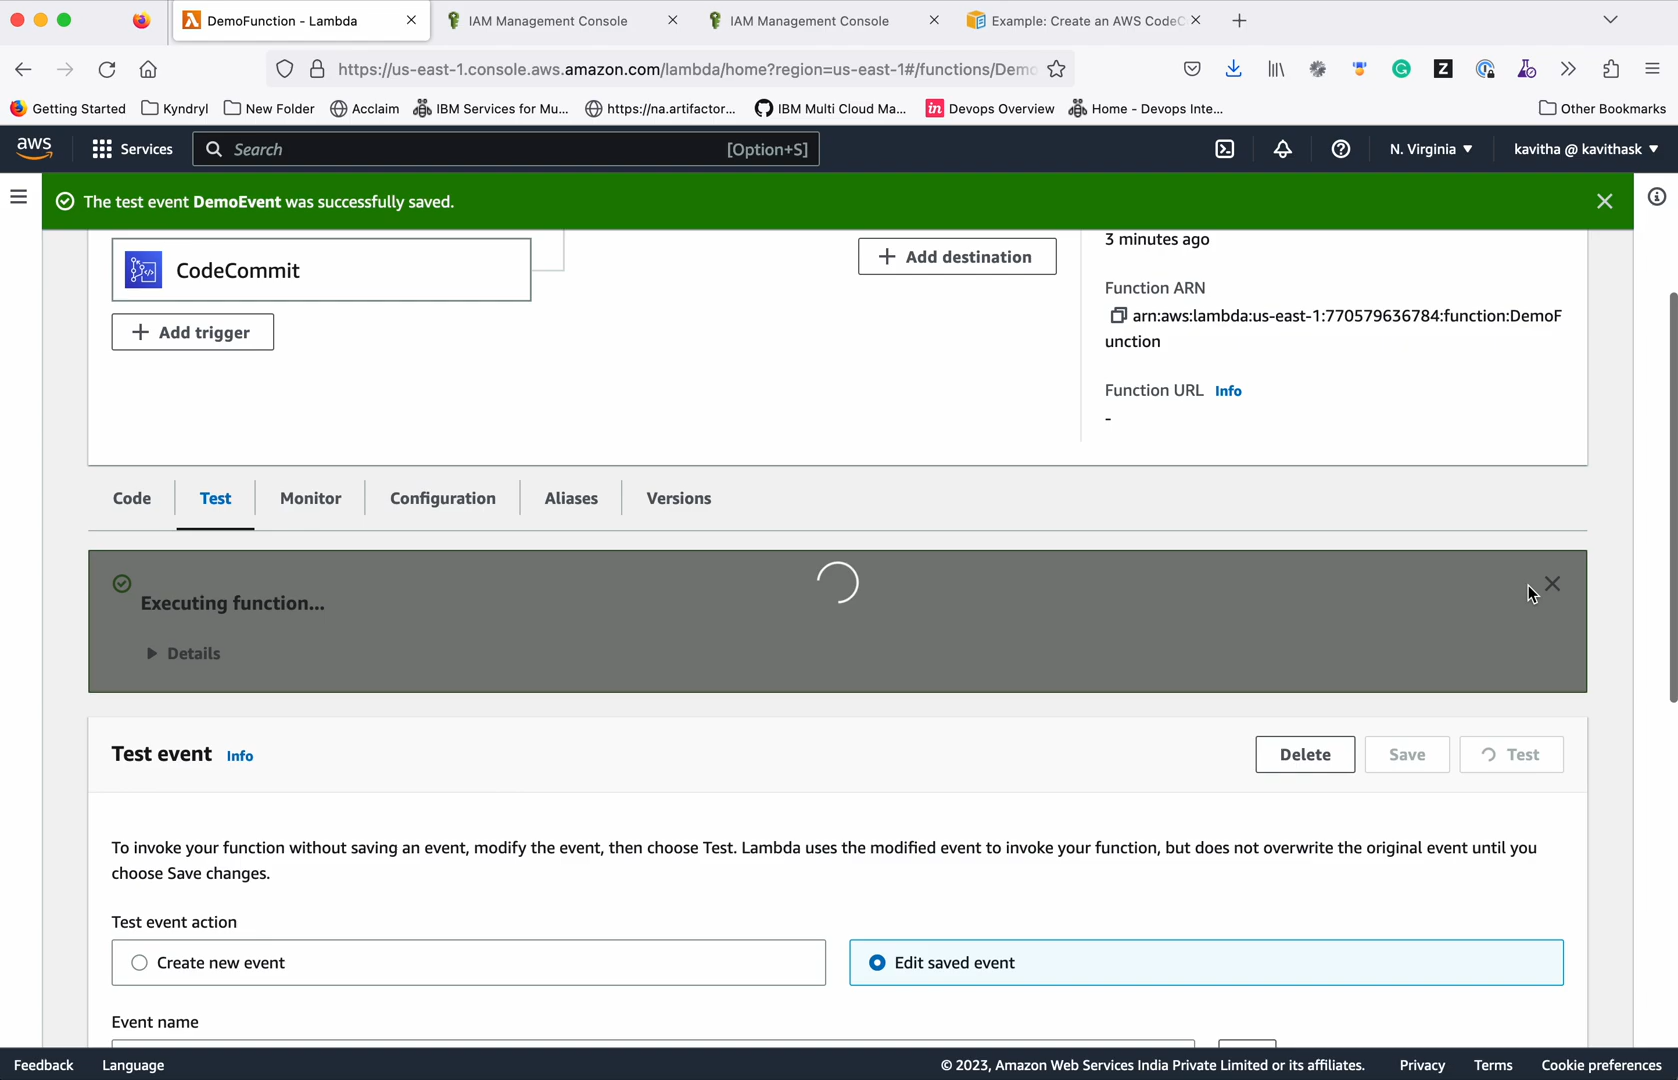 DemoFunction - Lambda
IAM Management Console
IAM Management Console
Example: Create an AWS CodeC
https://us-east-1.console.aws.amazon.com/lambda/home?region=us-east-1#/functions/Demo
Getting Started
Kyndryl
New Folder
Acclaim
IBM Services for Mu...
https://na.artifactor...
IBM Multi Cloud Ma...
in Devops Overview
Home - Devops Inte...
Other Bookmarks
aws
Services
Search
[Option+S]
N. Virginia
kavitha @ kavithask
The test event DemoEvent was successfully saved.
CodeCommit
+ Add trigger
+ Add destination
3 minutes ago
Function ARN
arn:aws:lambda:us-east-1:770579636784:function:DemoF
unction
Function URL Info
-
Code
Test
Monitor
Configuration
Aliases
Versions
Executing function...
Details
Test event Info
Delete
Save
Test
To invoke your function without saving an event, modify the event, then choose Test. Lambda uses the modified event to invoke your function, but does not overwrite the original event until you
choose Save changes.
Test event action
Create new event
Edit saved event
Event name
Feedback
Language
© 2023, Amazon Web Services India Private Limited or its affiliates.
Privacy
Terms
Cookie preferences